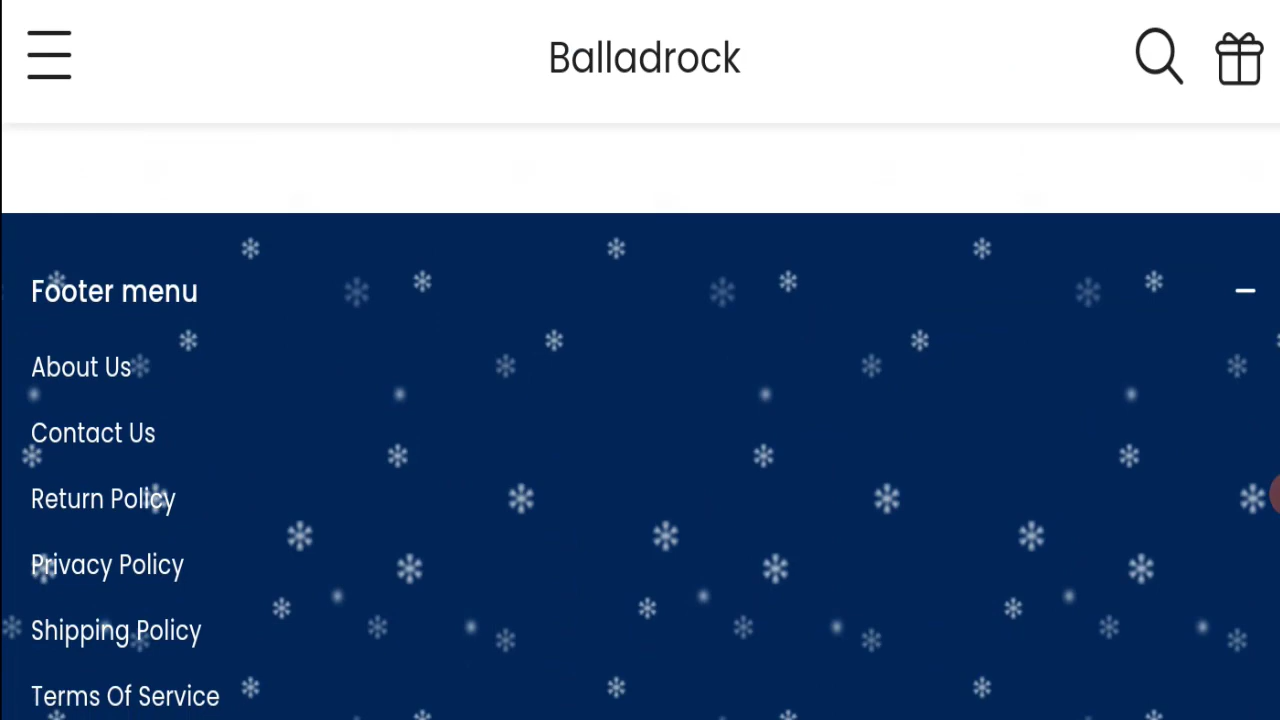 Balladrock
Footer menu
About Us
Contact Us
Return Policy
Privacy Policy
Shipping Policy
Terms Of Service